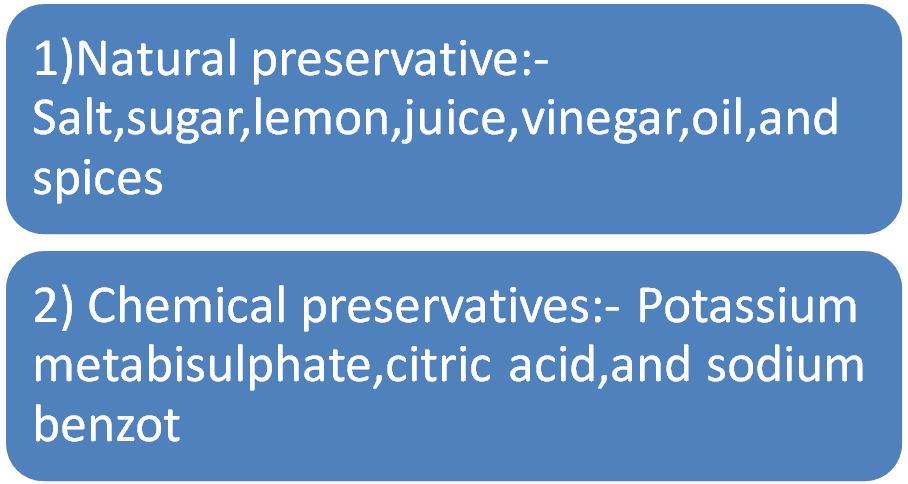 1)Natural preservative:-
Salt,sugar,lemon,juice,vinegar,oil,and
spices
2) Chemical preservatives:- Potassium
metabisulphate,citric acid,and sodium
benzot